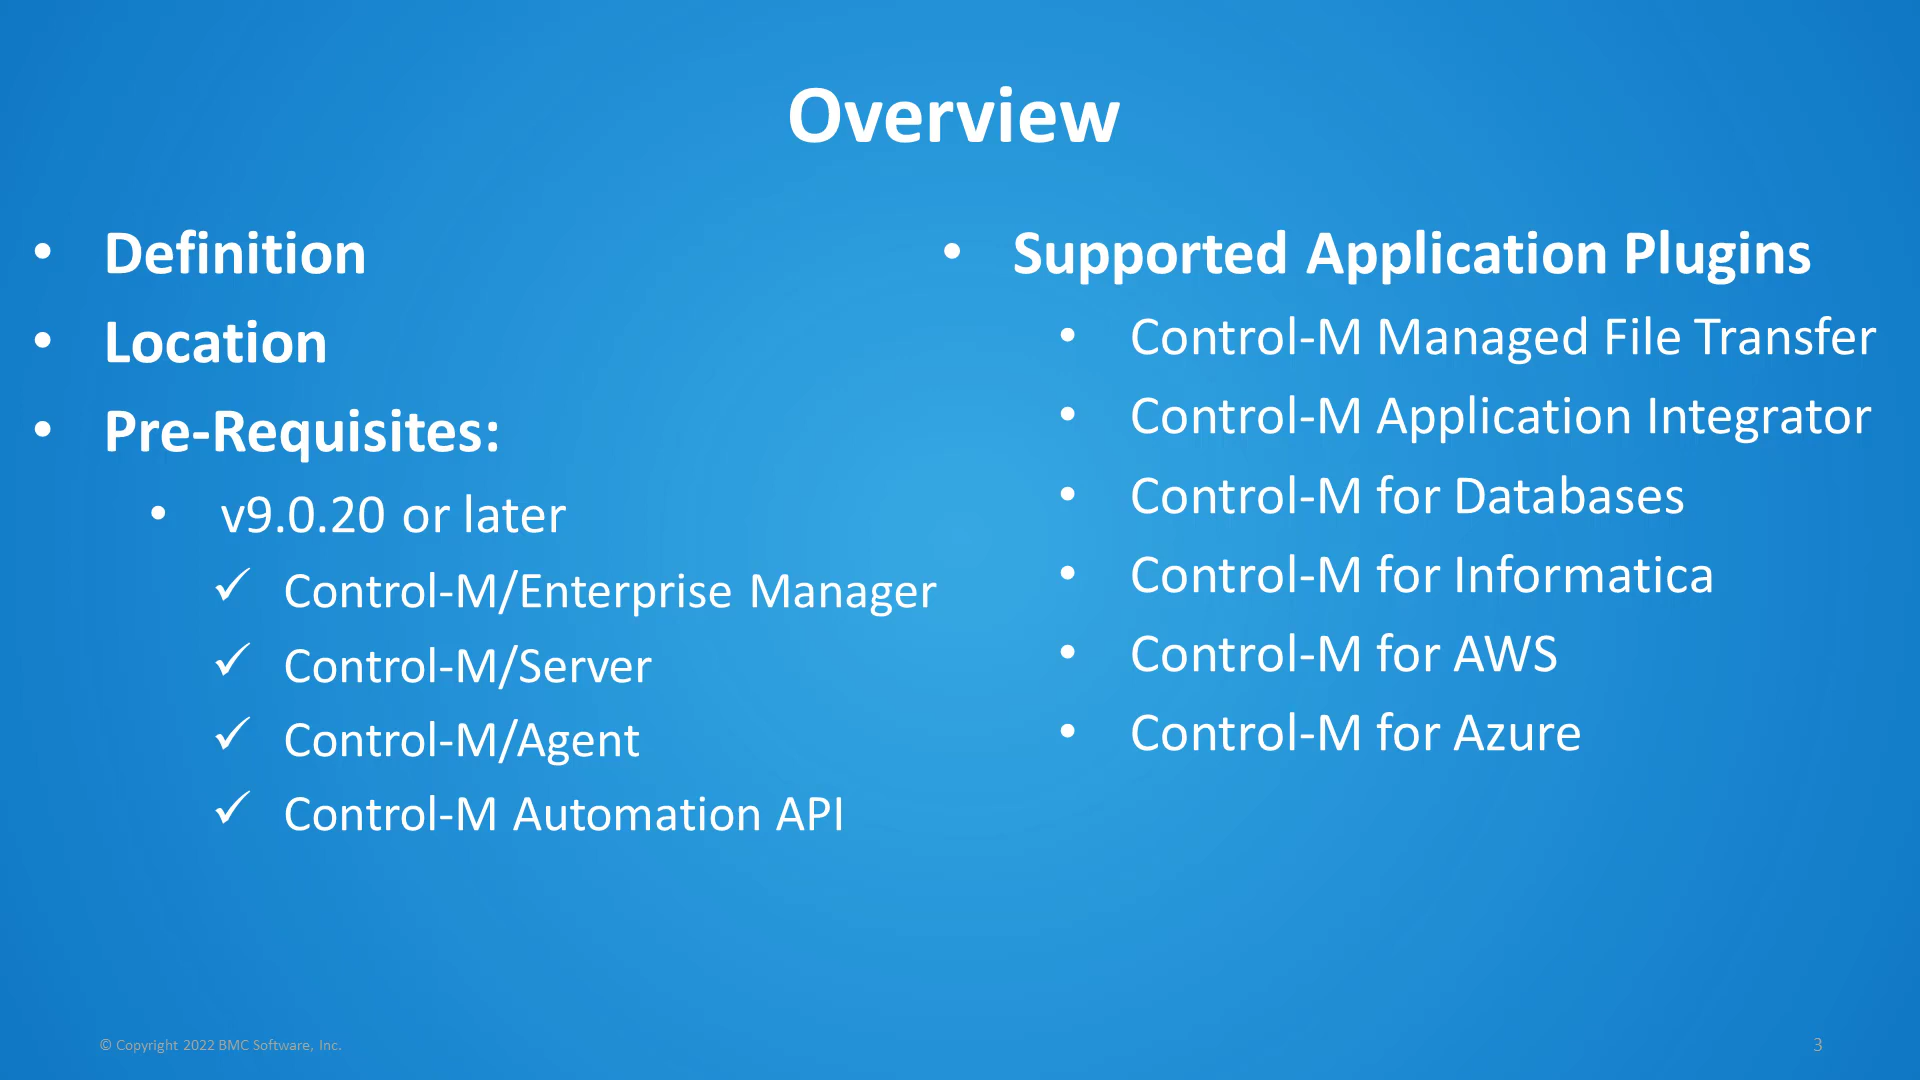 Overview
• Definition
• Location
• Pre-Requisites:
• v9.0.20 or later
✓ Control-M/Enterprise Manager
✓ Control-M/Server
✓ Control-M/Agent
✓ Control-M Automation API
• Supported Application Plugins
• Control-M Managed File Transfer
• Control-M Application Integrator
• Control-M for Databases
• Control-M for Informatica
• Control-M for AWS
• Control-M for Azure
© Copyright 2022 BMC Software, Inc.
3